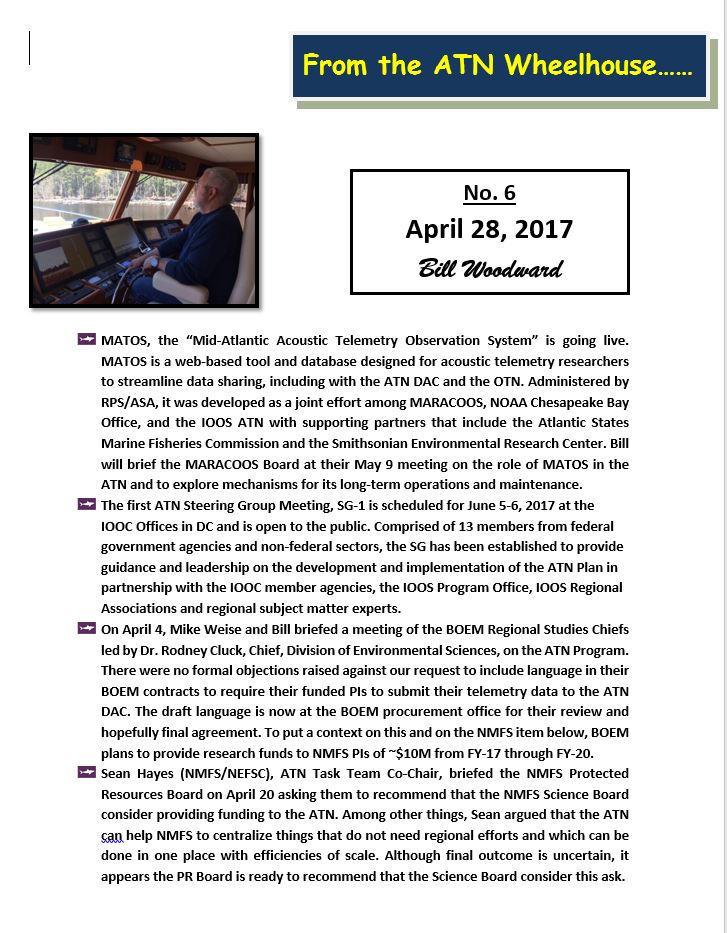 From the ATN Wheelhouse……
No. 6
April 28, 2017
Bill Woodward
MATOS, the “Mid-Atlantic Acoustic Telemetry Observation System” is going live.
MATOS is a web-based tool and database designed for acoustic telemetry researchers
to streamline data sharing, including with the ATN DAC and the OTN. Administered by
RPS/ASA, it was developed as a joint effort among MARACOOS, NOAA Chesapeake Bay
Office, and the IOOS ATN with supporting partners that include the Atlantic States
Marine Fisheries Commission and the Smithsonian Environmental Research Center. Bill
will brief the MARACOOS Board at their May 9 meeting on the role of MATOS in the
ATN and to explore mechanisms for its long-term operations and maintenance.
The first ATN Steering Group Meeting, SG-1 is scheduled for June 5-6, 2017 at the
IOOC Offices in DC and is open to the public. Comprised of 13 members from federal
government agencies and non-federal sectors, the SG has been established to provide
guidance and leadership on the development and implementation of the ATN Plan in
partnership with the IOOC member agencies, the IOOS Program Office, IOOS Regional
Associations and regional subject matter experts.
On April 4, Mike Weise and Bill briefed a meeting of the BOEM Regional Studies Chiefs
led by Dr. Rodney Cluck, Chief, Division of Environmental Sciences, on the ATN Program.
There were no formal objections raised against our request to include language in their
BOEM contracts to require their funded PIs to submit their telemetry data to the ATN
DAC. The draft language is now at the BOEM procurement office for their review and
hopefully final agreement. To put a context on this and on the NMFS item below, BOEM
plans to provide research funds to NMFS PIs of ~$10M from FY-17 through FY-20.
Sean Hayes (NMFS/NEFSC), ATN Task Team Co-Chair, briefed the NMFS Protected
Resources Board on April 20 asking them to recommend that the NMFS Science Board
consider providing funding to the ATN. Among other things, Sean argued that the ATN
can help NMFS to centralize things that do not need regional efforts and which can be
done in one place with efficiencies of scale. Although final outcome is uncertain, it
appears the PR Board is ready to recommend that the Science Board consider this ask.